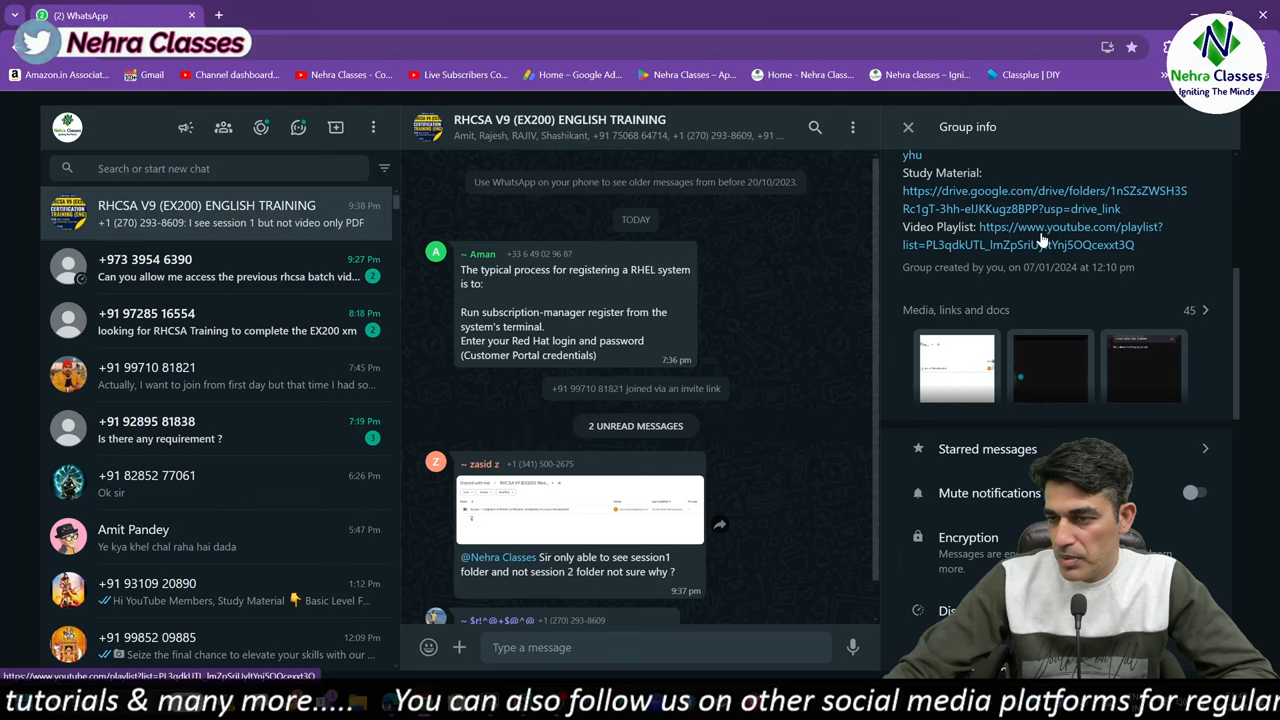 (2) WhatsApp
Nehra Classes
Nehra Classes
Igniting The Minds
Amazon.in Associat...
Gmail
Channel dashboard...
Nehra Classes - Co...
Live Subscribers Co...
Home – Google Ad...
Nehra Classes – Ap...
Home - Nehra Class...
Nehra classes – Igni...
Classplus | DIY
Search or start new chat
RHCSA V9 (EX200) ENGLISH TRAINING
9:38 PM
+1 (270) 293-8609: I see session 1 but not video only PDF
+973 3954 6390
9:27 Pm
Can you allow me access the previous rhcsa batch vid...
2
+91 97285 16554
9:14 Pm
looking for RHCSA Training to complete the EX200 xm
2
+91 99710 81821
7:45 Pm
Actually, I want to join from first day but that time I had so...
+91 92895 81838
7:19 Pm
Is there any requirement ?
3
+91 82852 77061
6:26 Pm
Ok sir
Amit Pandey
5:47 Pm
Ye kya khel chal raha hai dada
+91 93109 20890
1:12 Pm
Hi YouTube Members, Study Material 👇 Basic Level F...
+91 99852 09885
12:09 Pm
Seize the final chance to elevate your skills with our ...
RHCSA V9 (EX200) ENGLISH TRAINING
Amit, Rajesh, RAJIV, Shashikant, +91 75068 64714, +1 (270) 293-8609, +91 ...
Use WhatsApp on your phone to see older messages from before 20/10/2023.
TODAY
A
~ Aman +33 6 49 02 96 87
The typical process for registering a RHEL system
is to:
Run subscription-manager register from the
system's terminal.
Enter your Red Hat login and password
(Customer Portal credentials)
7:36 pm
+91 99710 81821 joined via an invite link
2 UNREAD MESSAGES
Z
~ zasid z +1 (341) 500-2675
@Nehra Classes Sir only able to see session1
folder and not session 2 folder not sure why ?
9:37 pm
~ $r!^@+$@^@ +1 (270) 293-8609
Type a message
Group info
yhu
Study Material:
https://drive.google.com/drive/folders/1nSZsZWSH3S
Rc1gT-3hh-eIJKKugz8BPP?usp=drive_link
Video Playlist: https://www.youtube.com/playlist?
list=PL3qdkUTL_lmZpSriUyltYnj5OQcexxt3Q
Group created by you, on 07/01/2024 at 12:10 pm
Media, links and docs
45
Starred messages
Mute notifications
Encryption
Messages are en
more.
https://www.youtube.com/playlist?list=PL3qdkUTL_lmZpSriUyltYnj5OQcexxt3Q
tutorials & many more..... You can also follow us on other social media platforms for regular